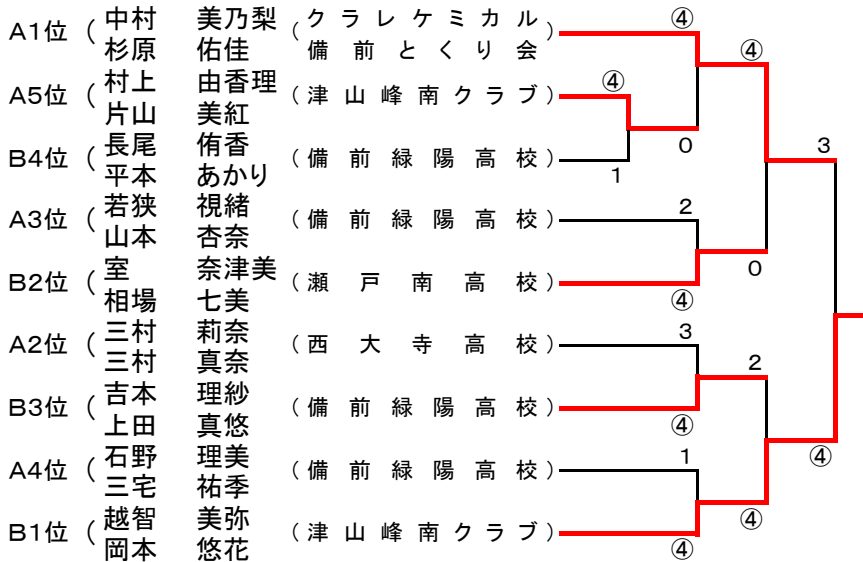 A1位 ( 中村 美乃梨 ( クラレケミカル ) ④
杉原 佑佳 備前とくり会
④
A5位 ( 村上 由香理 ( 津山峰南クラブ ) ④
片山 美紅
B4位 ( 長尾 侑香 ( 備前緑陽高校 ) 0 3
平本 あかり 1
A3位 ( 若狭 視緒 ( 備前緑陽高校 ) 2
山本 杏奈
B2位 ( 室 奈津美 ( 瀬戸南高校 ) 0
相場 七美 ④
A2位 ( 三村 莉奈 ( 西大寺高校 ) 3
三村 真奈
B3位 ( 吉本 理紗 ( 備前緑陽高校 ) 2
上田 真悠 ④
A4位 ( 石野 理美 ( 備前緑陽高校 ) 1 ④
三宅 祐季
B1位 ( 越智 美弥 ( 津山峰南クラブ ) ④
岡本 悠花 ④